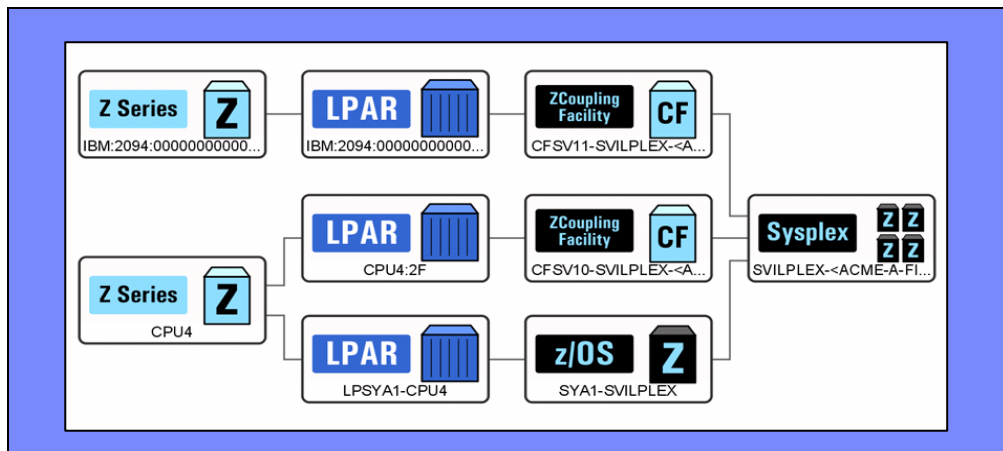 Z Series
Z
IBM:2094:00000000000...
LPAR
IBM:2094:00000000000...
ZCoupling
Facility
CF
CFSV11-SVILPLEX-<A...
LPAR
CPU4:2F
ZCoupling
Facility
CF
CFSV10-SVILPLEX-<A...
Sysplex
Z Z
Z Z
SVILPLEX-<ACME-A-FI...
Z Series
Z
CPU4
LPAR
LPSYA1-CPU4
z/OS
Z
SYA1-SVILPLEX